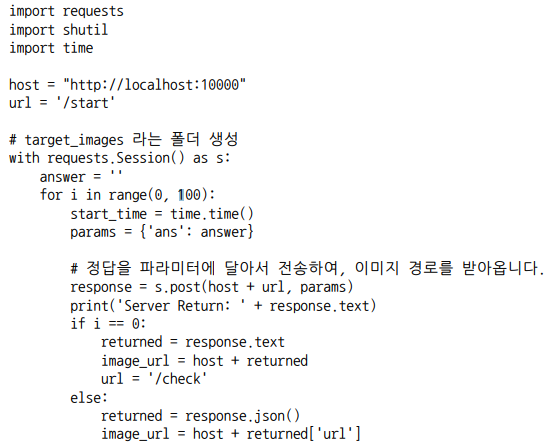 import requests
import shutil
import time

host = "http://localhost:10000"
url = '/start'

# target_images 라는 폴더 생성
with requests.Session() as s:
    answer = ''
    for i in range(0, 100):
        start_time = time.time()
        params = {'ans': answer}

        # 정답을 파라미터에 달아서 전송하여, 이미지 경로를 받아옵니다.
        response = s.post(host + url, params)
        print('Server Return: ' + response.text)
        if i == 0:
            returned = response.text
            image_url = host + returned
            url = '/check'
        else:
            returned = response.json()
            image_url = host + returned['url']